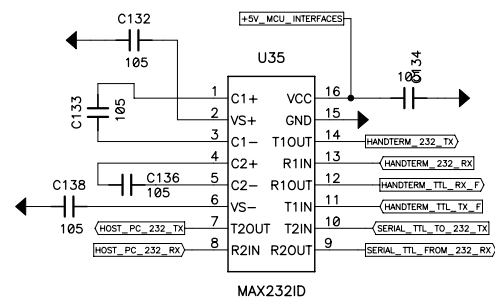 C132
105
+5V_MCU_INTERFACES
U35
C134
105
C133
105
1 C1+ VCC 16
2 VS+ GND 15
3 C1- T1OUT 14 HANDTERM_232_TX
4 C2+ R1IN 13 HANDTERM_232_RX
C136
105
5 C2- R1OUT 12 HANDTERM_TTL_RX_F
C138
105
6 VS- T1IN 11 HANDTERM_TTL_TX_F
HOST_PC_232_TX 7 T2OUT T2IN 10 SERIAL_TTL_TO_232_TX
HOST_PC_232_RX 8 R2IN R2OUT 9 SERIAL_TTL_FROM_232_RX
MAX232ID